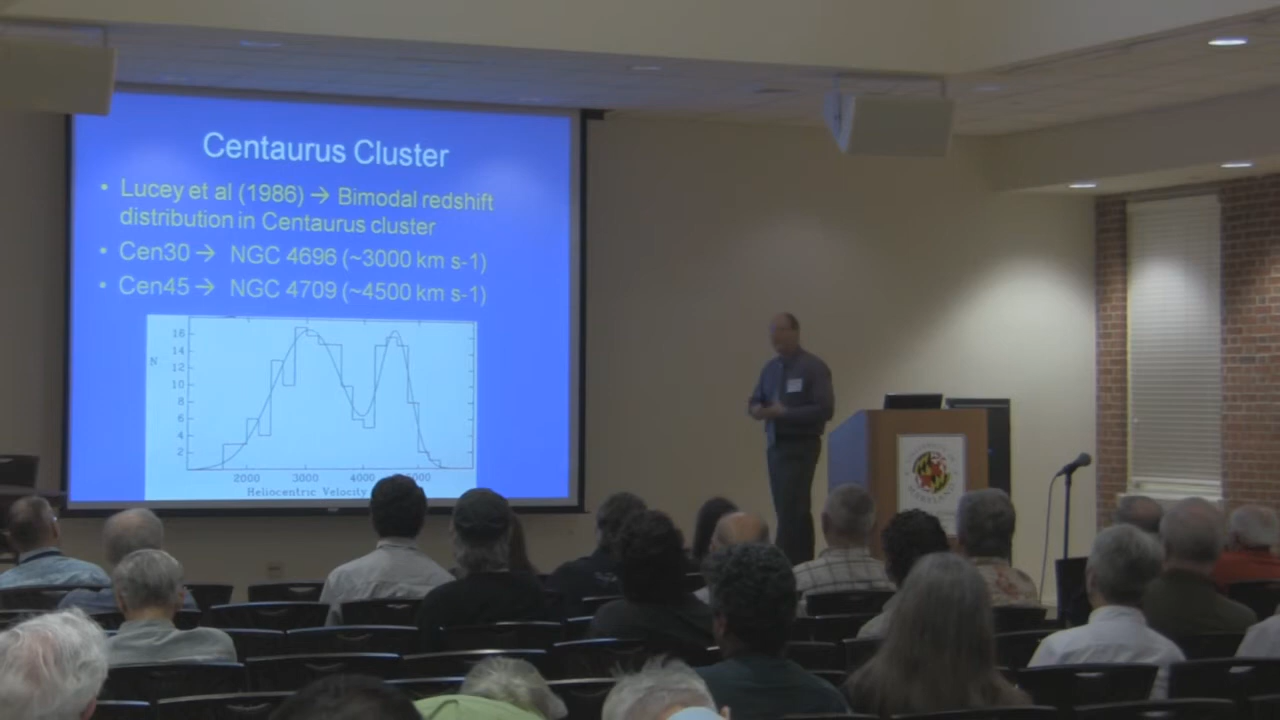 Centaurus Cluster
• Lucey et al (1986) → Bimodal redshift
distribution in Centaurus cluster
• Cen30 → NGC 4696 (~3000 km s-1)
• Cen45 → NGC 4709 (~4500 km s-1)
16
14
N
12
10
8
6
4
2
2000 3000 4000
Heliocentric Velocity